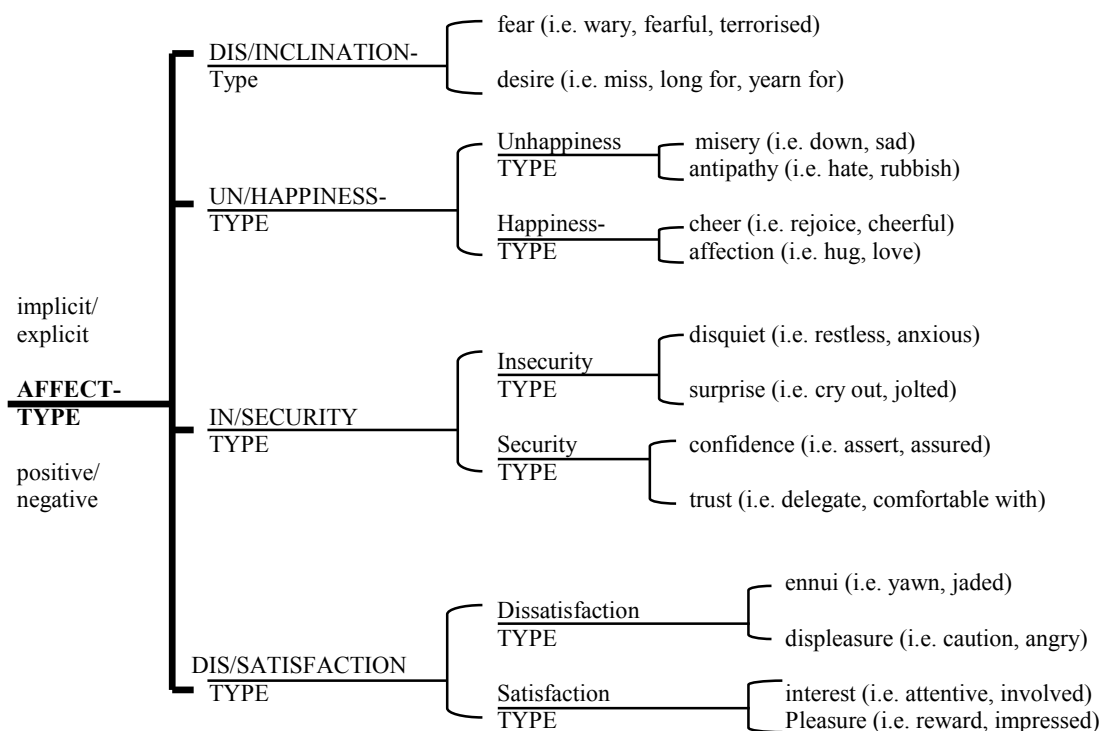 fear (i.e. wary, fearful, terrorised)
DIS/INCLINATION-
Type
desire (i.e. miss, long for, yearn for)
Unhappiness
TYPE
misery (i.e. down, sad)
antipathy (i.e. hate, rubbish)
UN/HAPPINESS-
TYPE
Happiness-
TYPE
cheer (i.e. rejoice, cheerful)
affection (i.e. hug, love)
implicit/
explicit
AFFECT-
TYPE
positive/
negative
disquiet (i.e. restless, anxious)
Insecurity
TYPE
surprise (i.e. cry out, jolted)
IN/SECURITY
TYPE
Security
TYPE
confidence (i.e. assert, assured)
trust (i.e. delegate, comfortable with)
ennui (i.e. yawn, jaded)
Dissatisfaction
TYPE
displeasure (i.e. caution, angry)
DIS/SATISFACTION
TYPE
Satisfaction
TYPE
interest (i.e. attentive, involved)
Pleasure (i.e. reward, impressed)